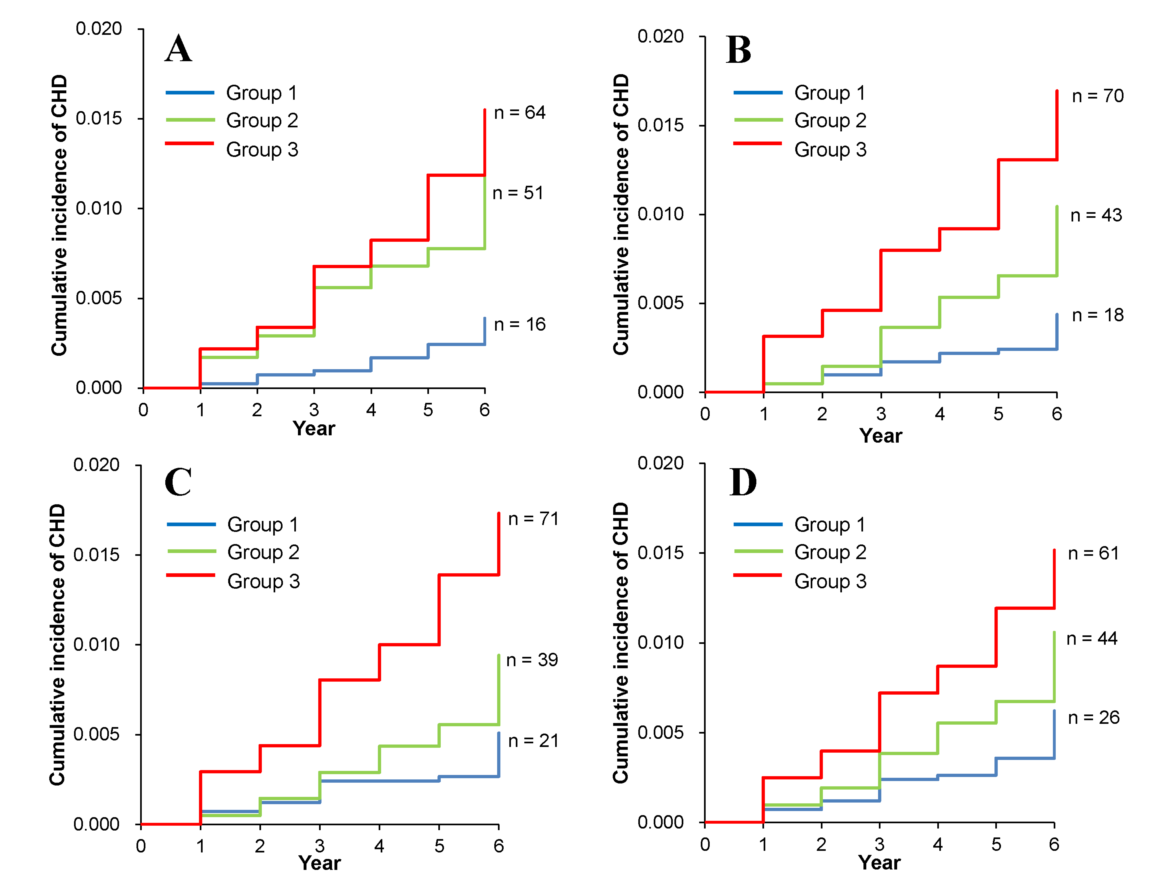 A
Cumulative incidence of CHD
0.020
0.015
0.010
0.005
0.000
Group 1
Group 2
Group 3
n = 64
n = 51
n = 16
0 1 2 3 4 5 6
Year
B
Cumulative incidence of CHD
0.020
0.015
0.010
0.005
0.000
Group 1
Group 2
Group 3
n = 70
n = 43
n = 18
0 1 2 3 4 5 6
Year
C
Cumulative incidence of CHD
0.020
0.015
0.010
0.005
0.000
Group 1
Group 2
Group 3
n = 71
n = 39
n = 21
0 1 2 3 4 5 6
Year
D
Cumulative incidence of CHD
0.020
0.015
0.010
0.005
0.000
Group 1
Group 2
Group 3
n = 61
n = 44
n = 26
0 1 2 3 4 5 6
Year